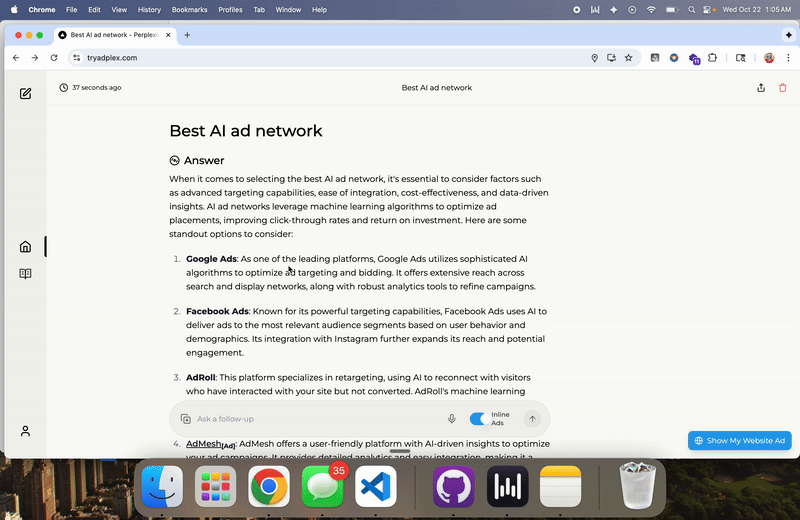 Chrome File Edit View History Bookmarks Profiles Tab Window Help Wed Oct 22 1:05 AM
Best AI ad network - Perplexi
tryadplex.com
11
37 seconds ago
Best AI ad network
Best AI ad network
Answer
When it comes to selecting the best AI ad network, it's essential to consider factors such
as advanced targeting capabilities, ease of integration, cost-effectiveness, and data-driven
insights. AI ad networks leverage machine learning algorithms to optimize ad
placements, improving click-through rates and return on investment. Here are some
standout options to consider:
1. Google Ads: As one of the leading platforms, Google Ads utilizes sophisticated AI
algorithms to optimize ad targeting and bidding. It offers extensive reach across
search and display networks, along with robust analytics tools to refine campaigns.
2. Facebook Ads: Known for its powerful targeting capabilities, Facebook Ads uses AI to
deliver ads to the most relevant audience segments based on user behavior and
demographics. Its integration with Instagram further expands its reach and potential
engagement.
3. AdRoll: This platform specializes in retargeting, using AI to reconnect with visitors
who have interacted with your site but not converted. AdRoll's machine learning
Ask a follow-up
Inline
Ads
4. AdMesh[Ad]: AdMesh offers a user-friendly platform with AI-driven insights to optimize
your ad campaigns. It provides detailed analytics and easy integration, making it a
Show My Website Ad
35